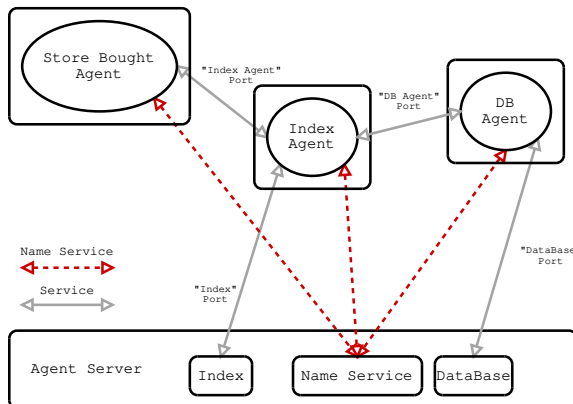 Store Bought
Agent
"Index Agent"
Port
"DB Agent"
Port
DB
Agent
Index
Agent
Name Service
Service
"Index"
Port
"DataBase"
Port
Agent Server
Index
Name Service
DataBase